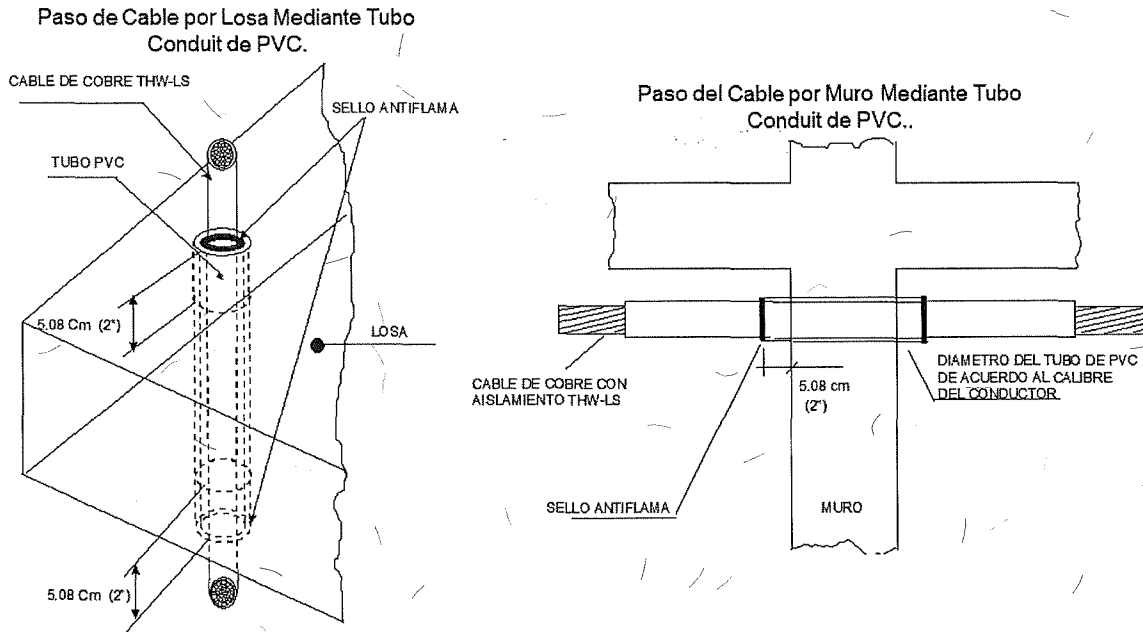 Paso de Cable por Losa Mediante Tubo
Conduit de PVC.
CABLE DE COBRE THW-LS
SELLO ANTIFLAMA
TUBO PVC
5.08 Cm (2")
LOSA
5.08 Cm (2")
Paso del Cable por Muro Mediante Tubo
Conduit de PVC..
CABLE DE COBRE CON
AISLAMIENTO THW-LS
5.08 cm
(2")
DIAMETRO DEL TUBO DE PVC
DE ACUERDO AL CALIBRE
DEL CONDUCTOR
SELLO ANTIFLAMA
MURO